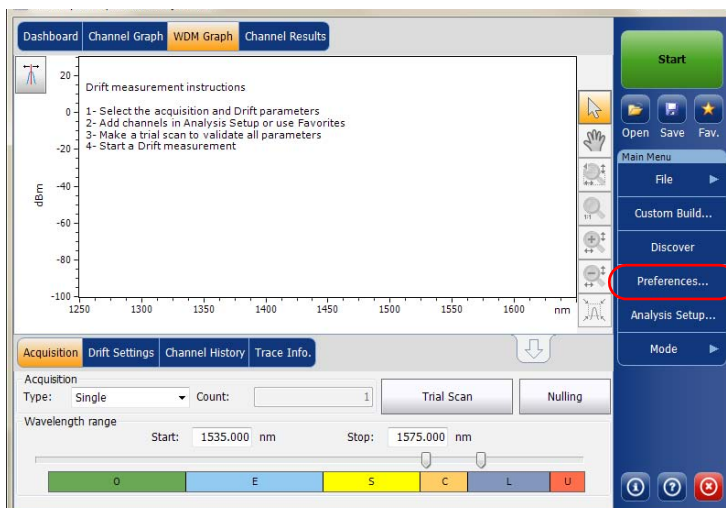 Dashboard Channel Graph WDM Graph Channel Results
Start
20
Drift measurement instructions
0
1- Select the acquisition and Drift parameters
2- Add channels in Analysis Setup or use Favorites
3- Make a trial scan to validate all parameters
4- Start a Drift measurement
-20
-40
-60
-80
-100
dBm
1250 1300 1350 1400 1450 1500 1550 1600 nm
1:1
Open Save Fav.
Main Menu
File
Custom Build...
Discover
Preferences...
Analysis Setup...
Mode
Acquisition Drift Settings Channel History Trace Info.
Acquisition
Type: Single Count: 1 Trial Scan Nulling
Wavelength range
Start: 1535.000 nm Stop: 1575.000 nm
O E S C L U